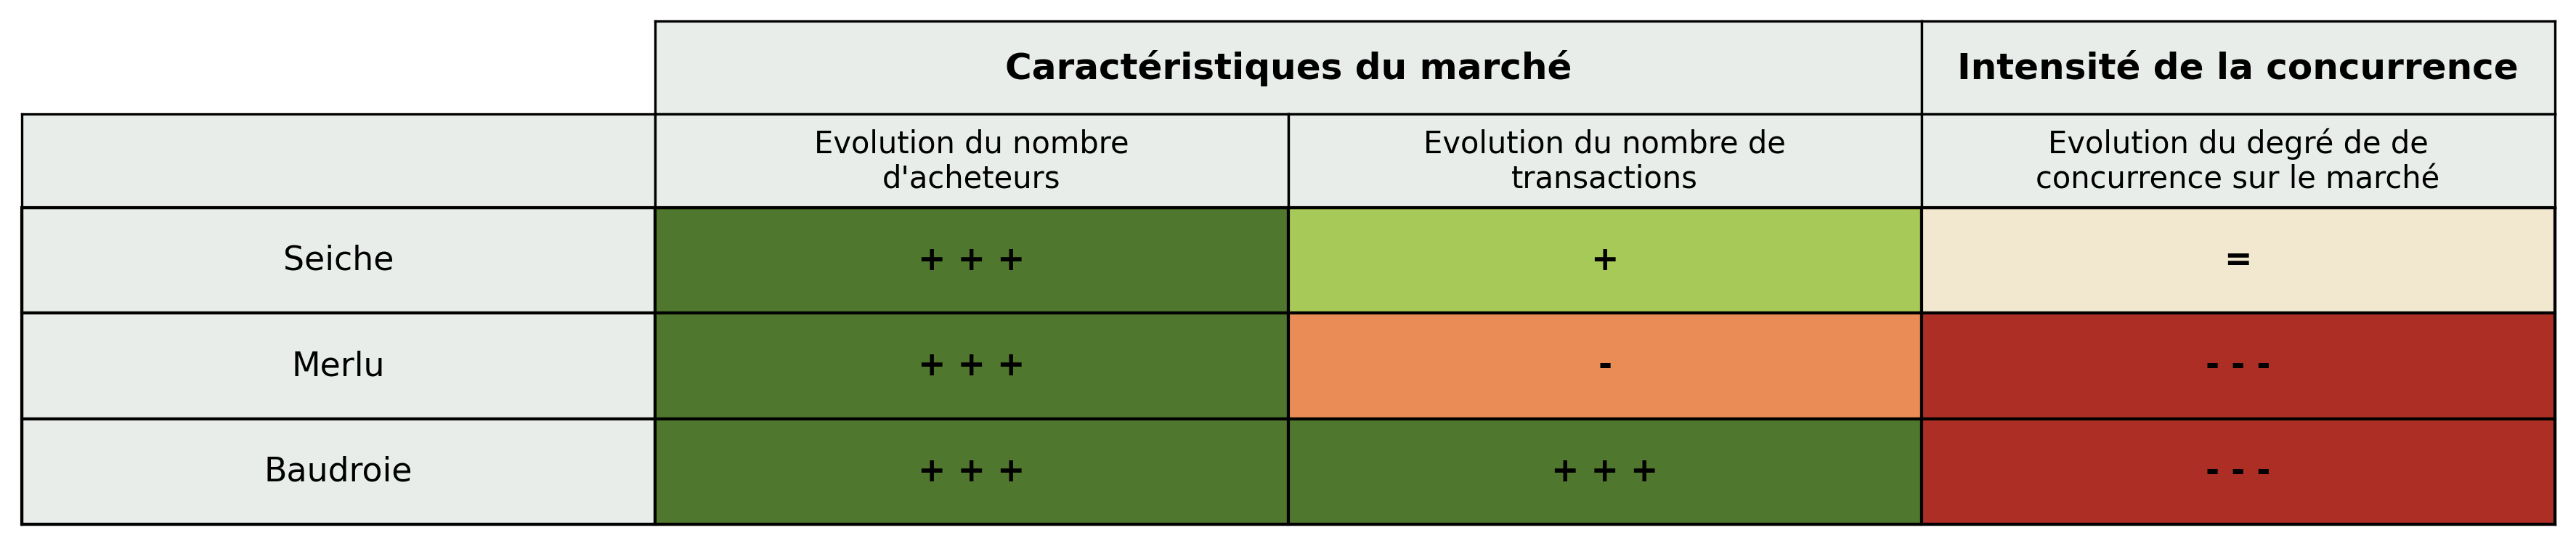 Caractéristiques du marché
Intensité de la concurrence
Evolution du nombre
d'acheteurs
Evolution du nombre de
transactions
Evolution du degré de de
concurrence sur le marché
Seiche
+ + +
+
=
Merlu
+ + +
-
- - -
Baudroie
+ + +
+ + +
- - -